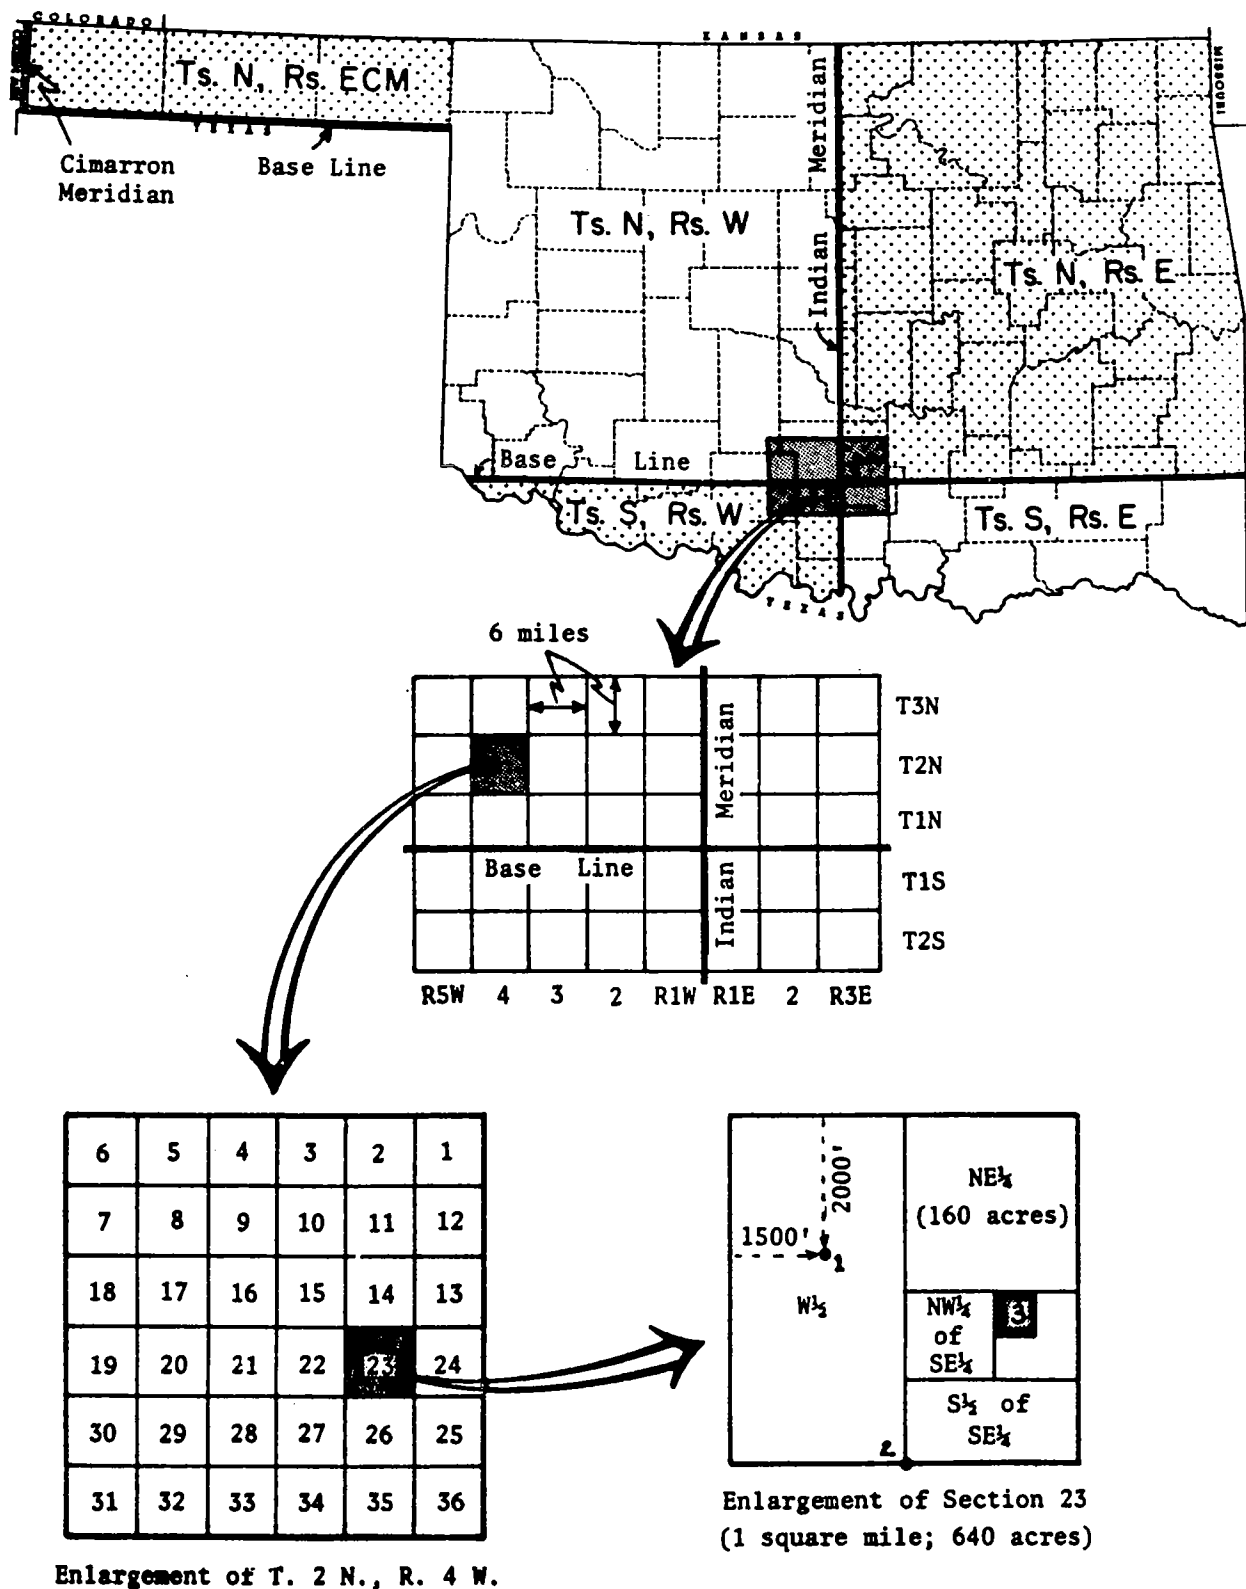 COLORADO
KANSAS
MISSOURI
Ts. N, Rs. ECM
TEXAS
Cimarron
Meridian
Base Line
Meridian
Indian
Ts. N, Rs. W
Ts. N, Rs. E
Base Line
Ts. S, Rs. W
Ts. S, Rs. E
TEXAS
6 miles
T3N
T2N
T1N
T1S
T2S
Meridian
Indian
Base Line
R5W 4 3 2 R1W R1E 2 R3E
6 5 4 3 2 1
7 8 9 10 11 12
18 17 16 15 14 13
19 20 21 22 23 24
30 29 28 27 26 25
31 32 33 34 35 36
Enlargement of T. 2 N., R. 4 W.
2000'
1500'
1
W½
NE¼
(160 acres)
NW¼
of
SE¼
3
S½ of
SE¼
2
Enlargement of Section 23
(1 square mile; 640 acres)